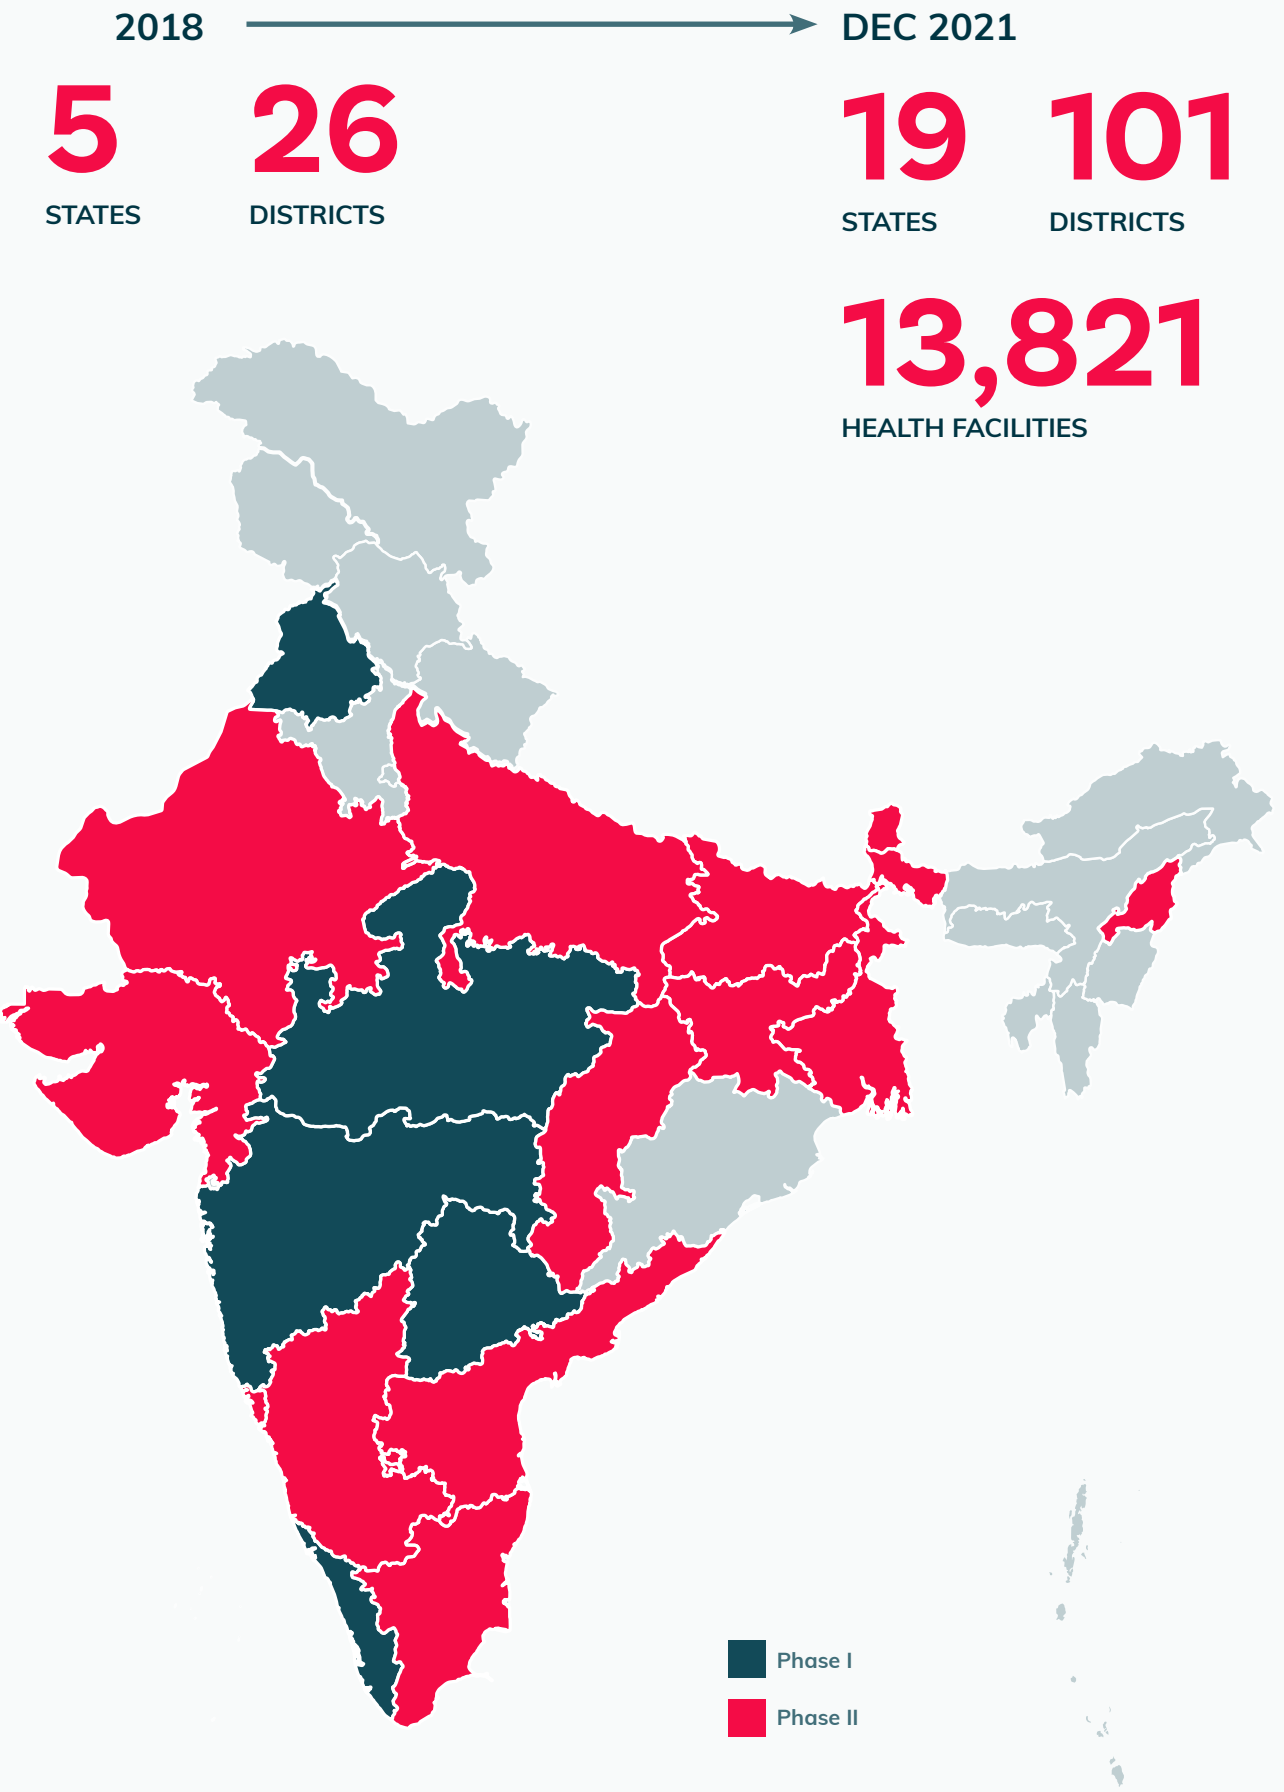 2018
DEC 2021
5
26
STATES
DISTRICTS
19
101
STATES
DISTRICTS
13,821
HEALTH FACILITIES
Phase I
Phase II